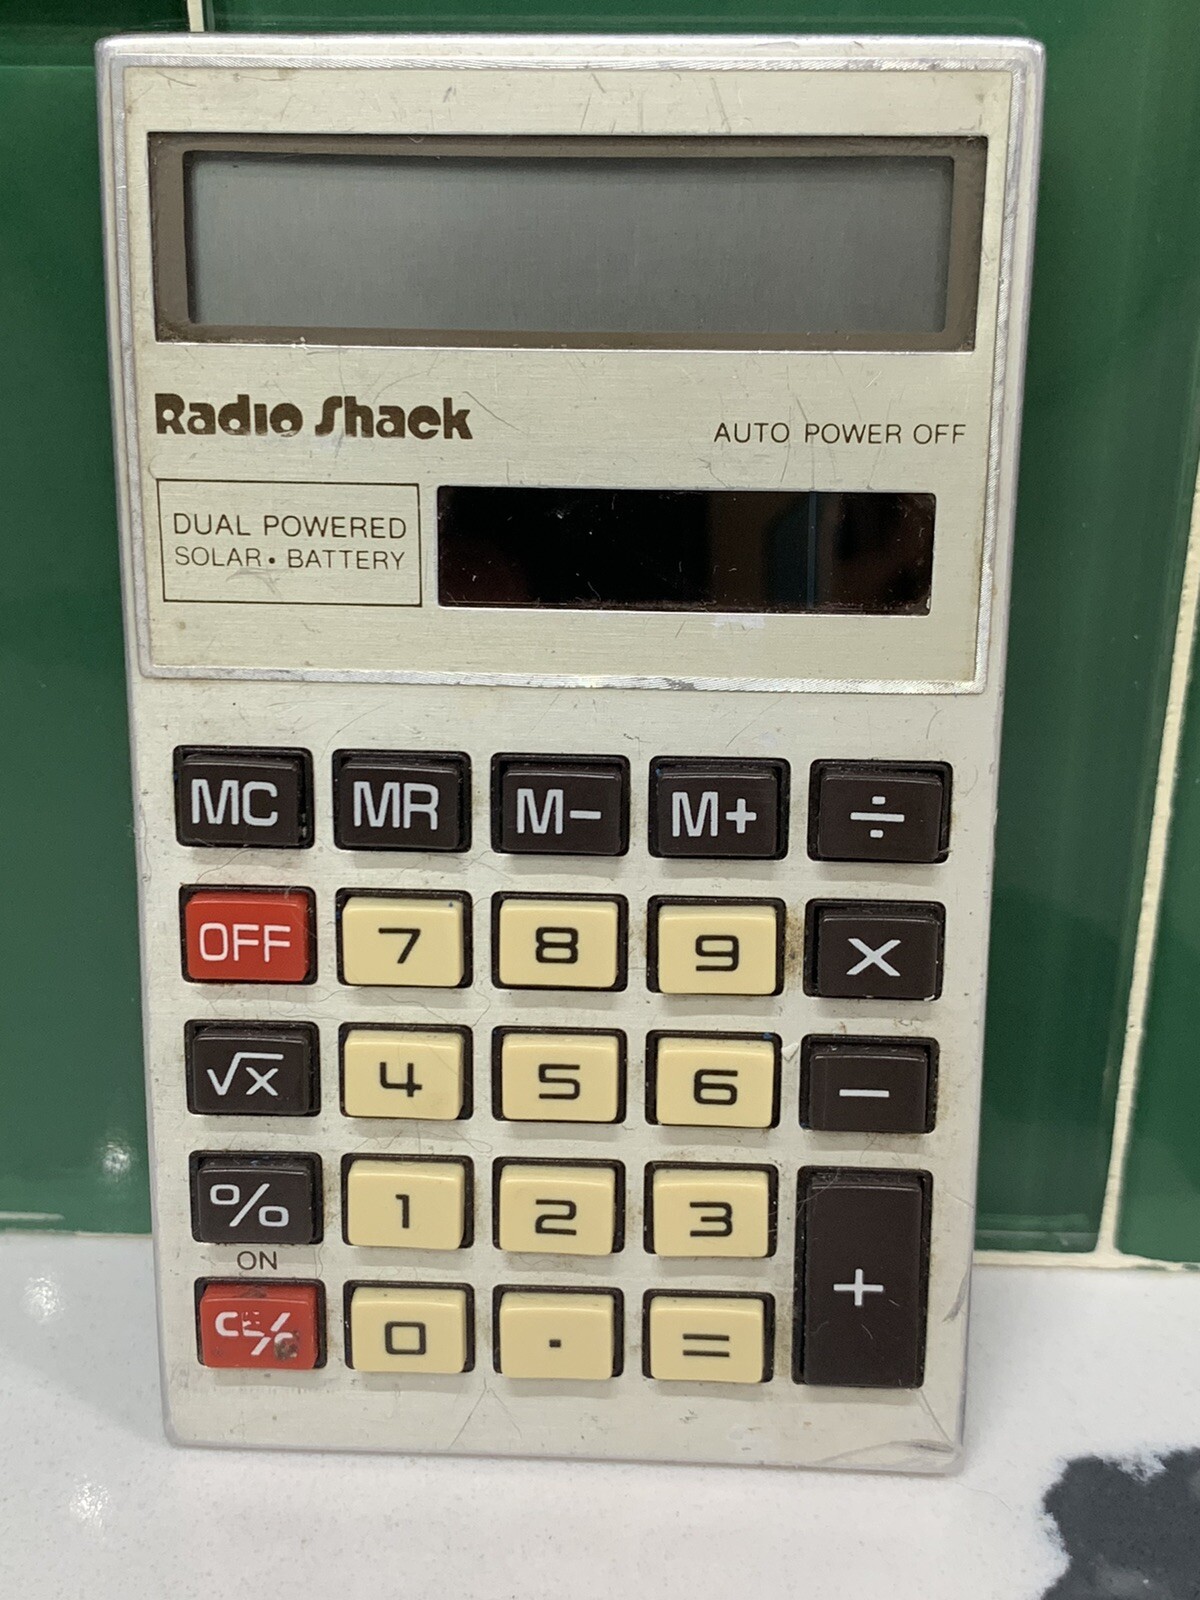 Radio Shack
AUTO POWER OFF
DUAL POWERED
SOLAR • BATTERY
MC MR M− M+ ÷
OFF 7 8 9 X
√x 4 5 6 −
% 1 2 3 +
ON
CE/C 0 . =